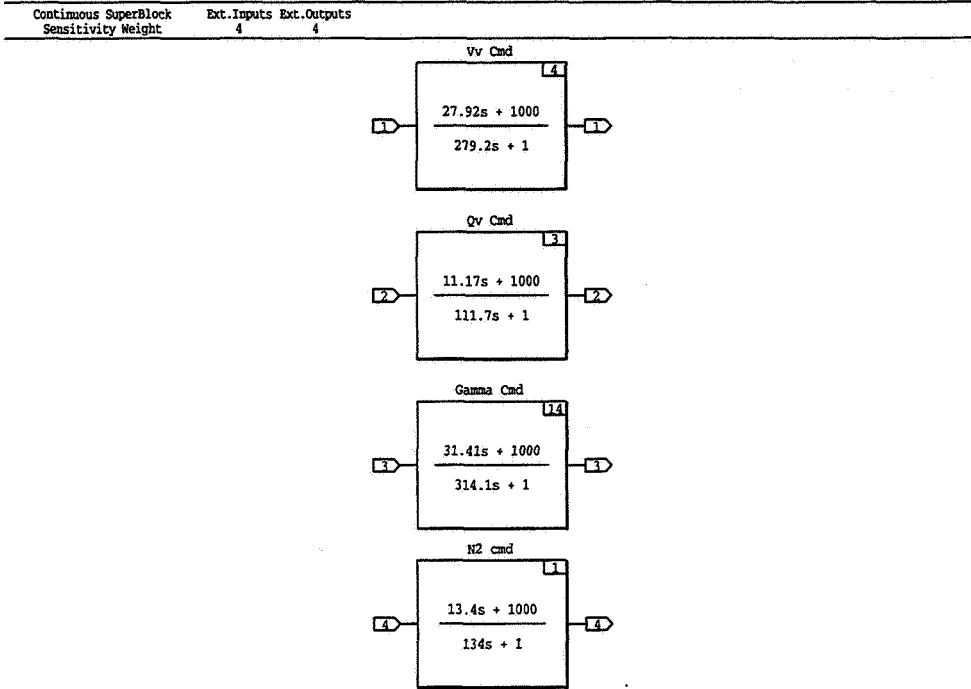 Continuous SuperBlock Ext.Inputs Ext.Outputs
Sensitivity Weight 4 4
Vv Cmd
4
27.92s + 1000
1 1
279.2s + 1
Qv Cmd
3
11.17s + 1000
2 2
111.7s + 1
Gamma Cmd
14
31.41s + 1000
3 3
314.1s + 1
N2 cmd
1
13.4s + 1000
4 4
134s + 1